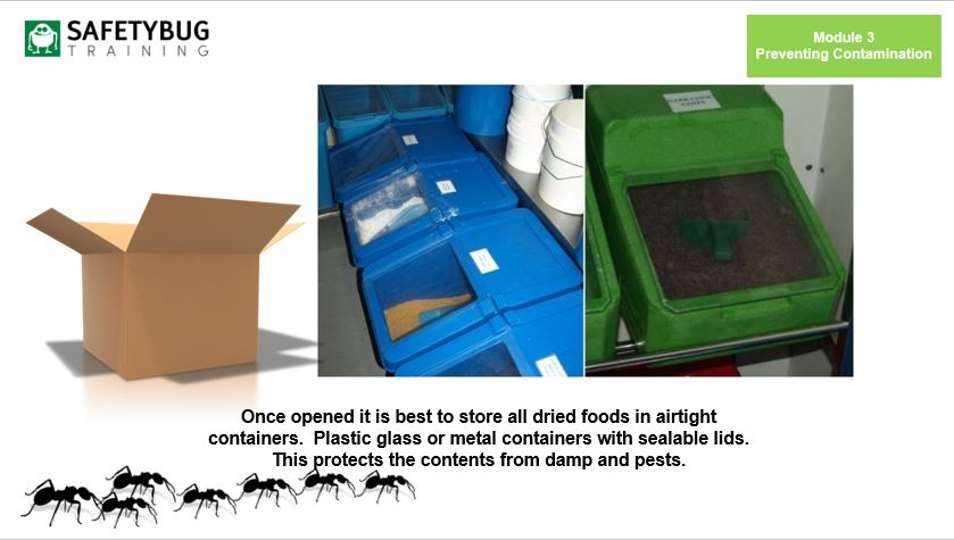 SAFETYBUG
TRAINING
Module 3
Preventing Contamination
Once opened it is best to store all dried foods in airtight
containers. Plastic glass or metal containers with sealable lids.
This protects the contents from damp and pests.